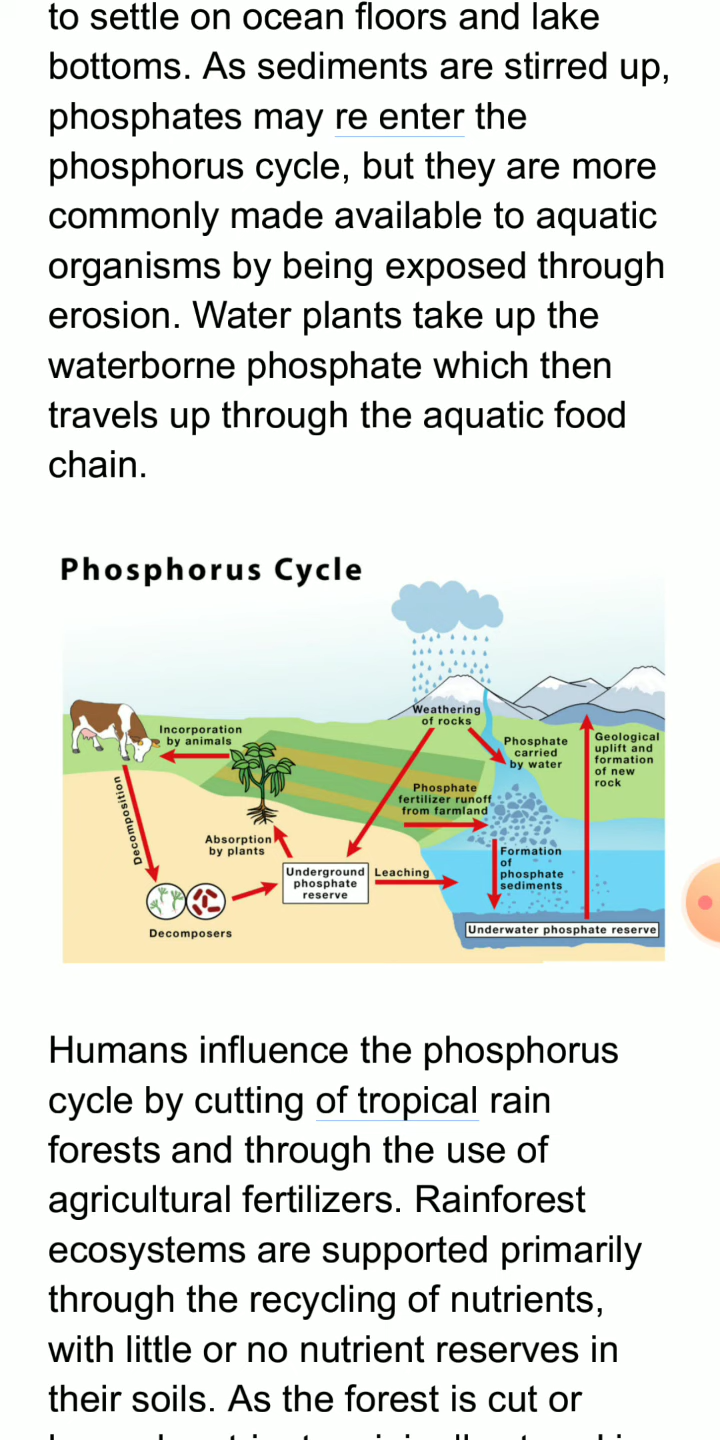 to settle on ocean floors and lake
bottoms. As sediments are stirred up,
phosphates may re enter the
phosphorus cycle, but they are more
commonly made available to aquatic
organisms by being exposed through
erosion. Water plants take up the
waterborne phosphate which then
travels up through the aquatic food
chain.
Phosphorus Cycle
Weathering
of rocks
Incorporation
by animals
Phosphate
carried
by water
Geological
uplift and
formation
of new
rock
Decomposition
Phosphate
fertilizer runoff
from farmland
Absorption
by plants
Underground
phosphate
reserve
Leaching
Formation
of
phosphate
sediments
Decomposers
Underwater phosphate reserve
Humans influence the phosphorus
cycle by cutting of tropical rain
forests and through the use of
agricultural fertilizers. Rainforest
ecosystems are supported primarily
through the recycling of nutrients,
with little or no nutrient reserves in
their soils. As the forest is cut or